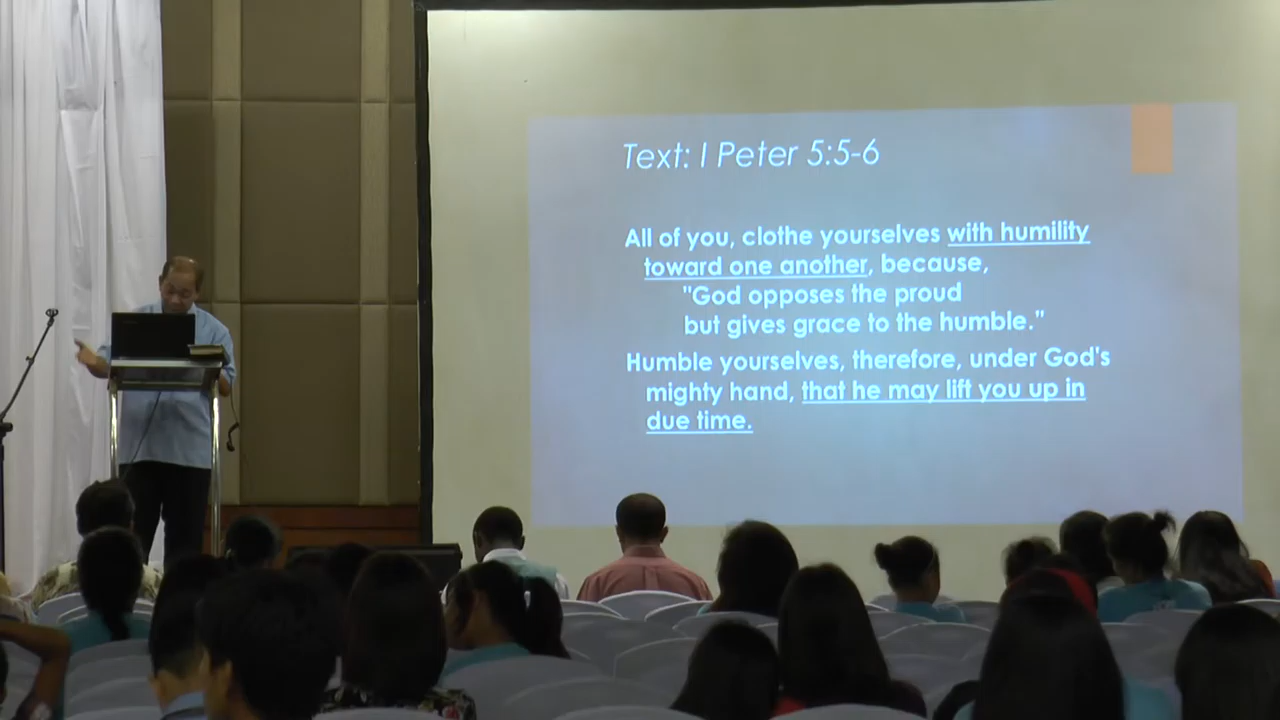 Text: I Peter 5:5-6
All of you, clothe yourselves with humility
toward one another, because,
"God opposes the proud
but gives grace to the humble."
Humble yourselves, therefore, under God's
mighty hand, that he may lift you up in
due time.